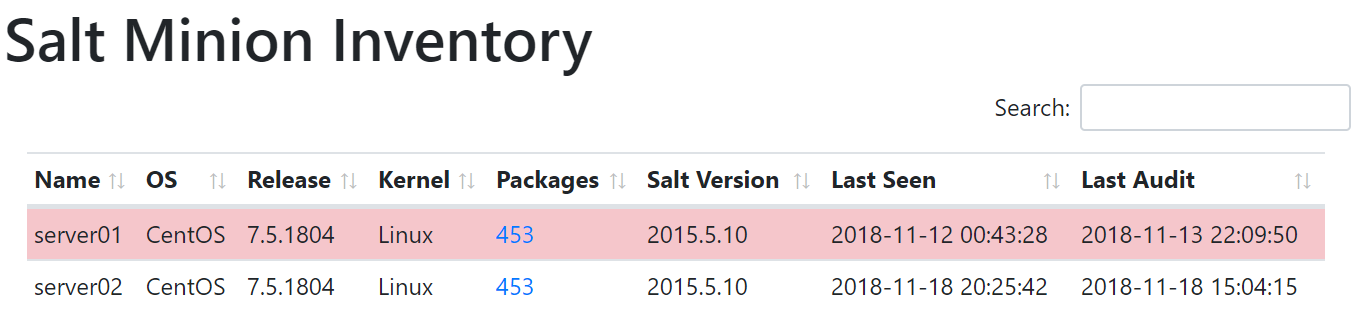 Salt Minion Inventory
Search:
Name OS Release Kernel Packages Salt Version Last Seen Last Audit
server01 CentOS 7.5.1804 Linux 453 2015.5.10 2018-11-12 00:43:28 2018-11-13 22:09:50
server02 CentOS 7.5.1804 Linux 453 2015.5.10 2018-11-18 20:25:42 2018-11-18 15:04:15